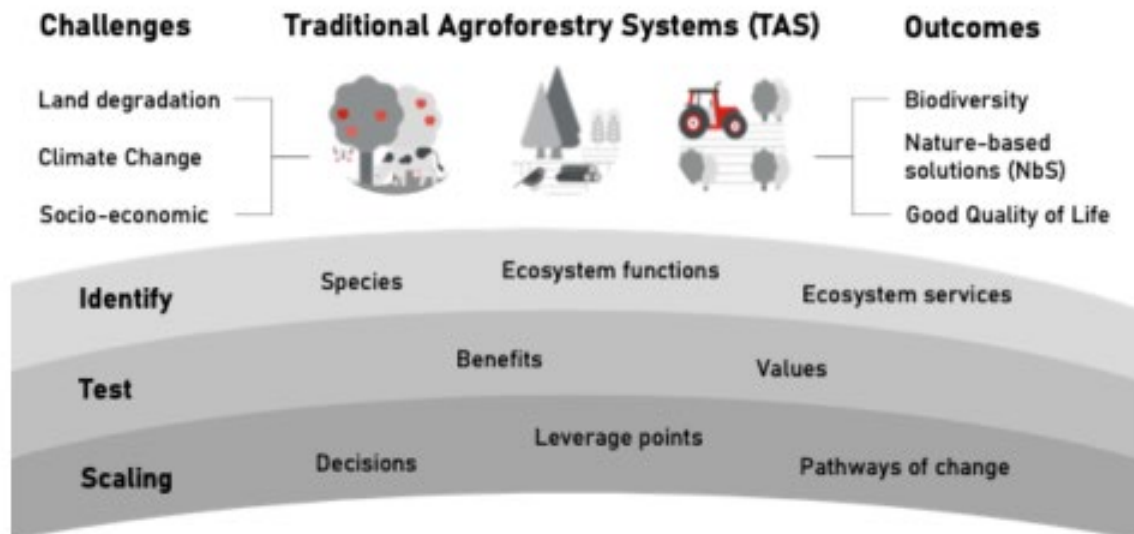 Challenges
Traditional Agroforestry Systems (TAS)
Outcomes
Land degradation
Climate Change
Socio-economic
Biodiversity
Nature-based
solutions (NbS)
Good Quality of Life
Identify
Species
Ecosystem functions
Ecosystem services
Test
Benefits
Values
Scaling
Decisions
Leverage points
Pathways of change